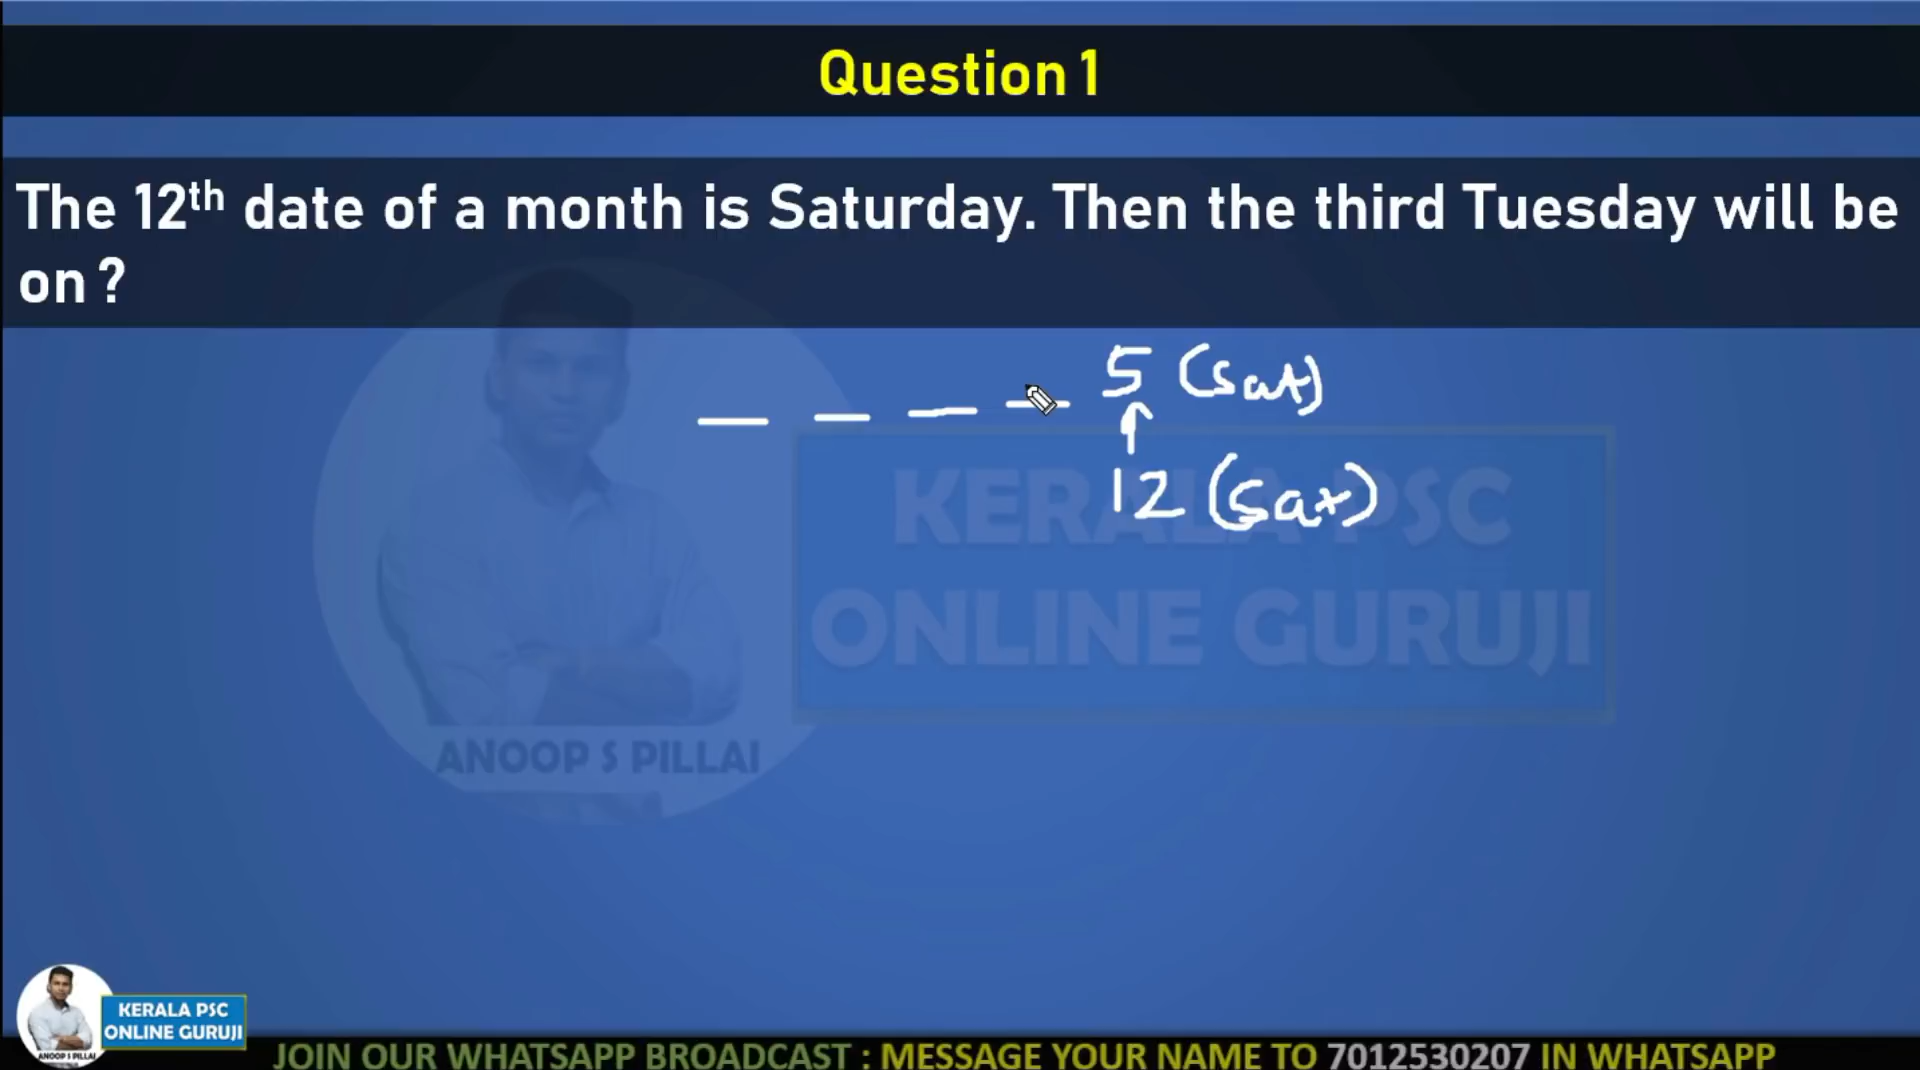 Question 1
The 12th date of a month is Saturday. Then the third Tuesday will be
on ?
5 (Sat)
12 (Sat)
KERALA PSC
ONLINE GURUJI
ANOOP S PILLAI
KERALA PSC
ONLINE GURUJI
ANOOP S PILLAI
JOIN OUR WHATSAPP BROADCAST : MESSAGE YOUR NAME TO 7012530207 IN WHATSAPP